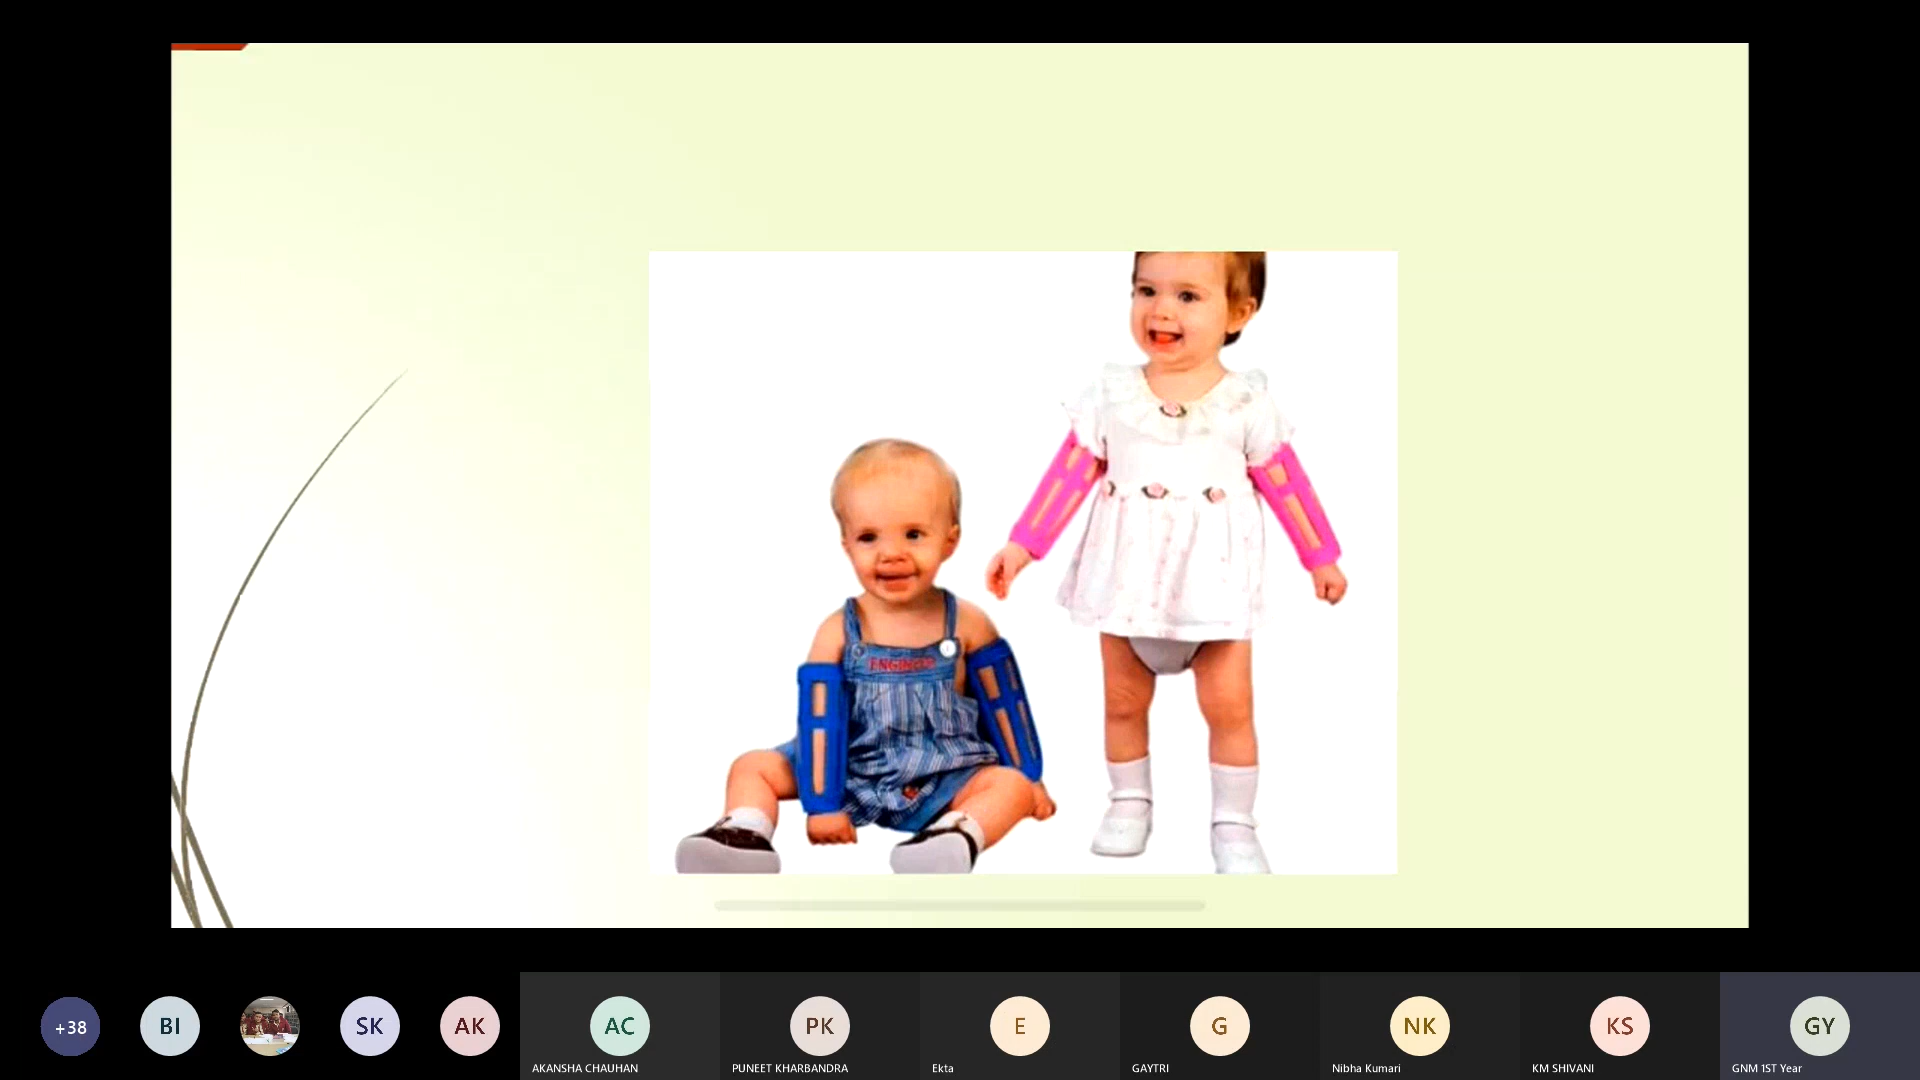 +38
BI
SK
AK
AC
PK
E
G
NK
KS
GY
AKANSHA CHAUHAN
PUNEET KHARBANDRA
Ekta
GAYTRI
Nibha Kumari
KM SHIVANI
GNM 1ST Year